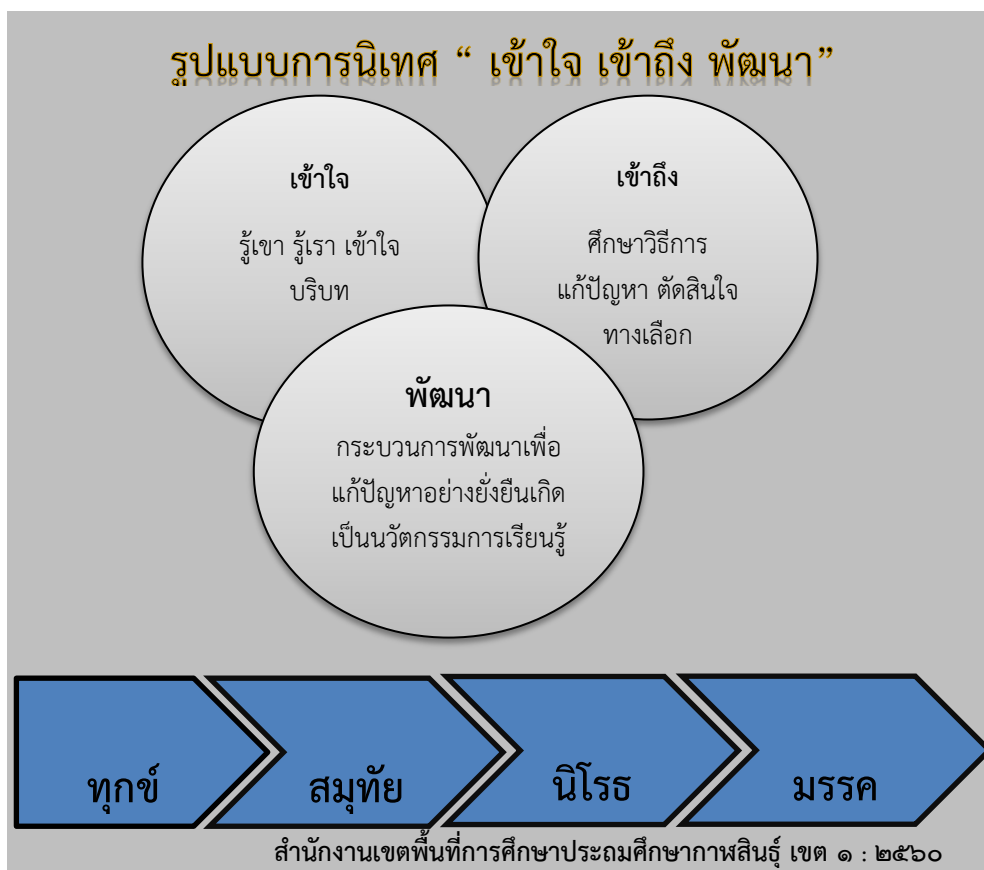 รูปแบบการนิเทศ “ เข้าใจ เข้าถึง พัฒนา”
เข้าใจ
รู้เขา รู้เรา เข้าใจ
บริบท
เข้าถึง
ศึกษาวิธีการ
แก้ปัญหา ตัดสินใจ
ทางเลือก
พัฒนา
กระบวนการพัฒนาเพื่อ
แก้ปัญหาอย่างยั่งยืนเกิด
เป็นนวัตกรรมการเรียนรู้
ทุกข์
สมุทัย
นิโรธ
มรรค
สำนักงานเขตพื้นที่การศึกษาประถมศึกษากาฬสินธุ์ เขต ๑ : ๒๕๖๐